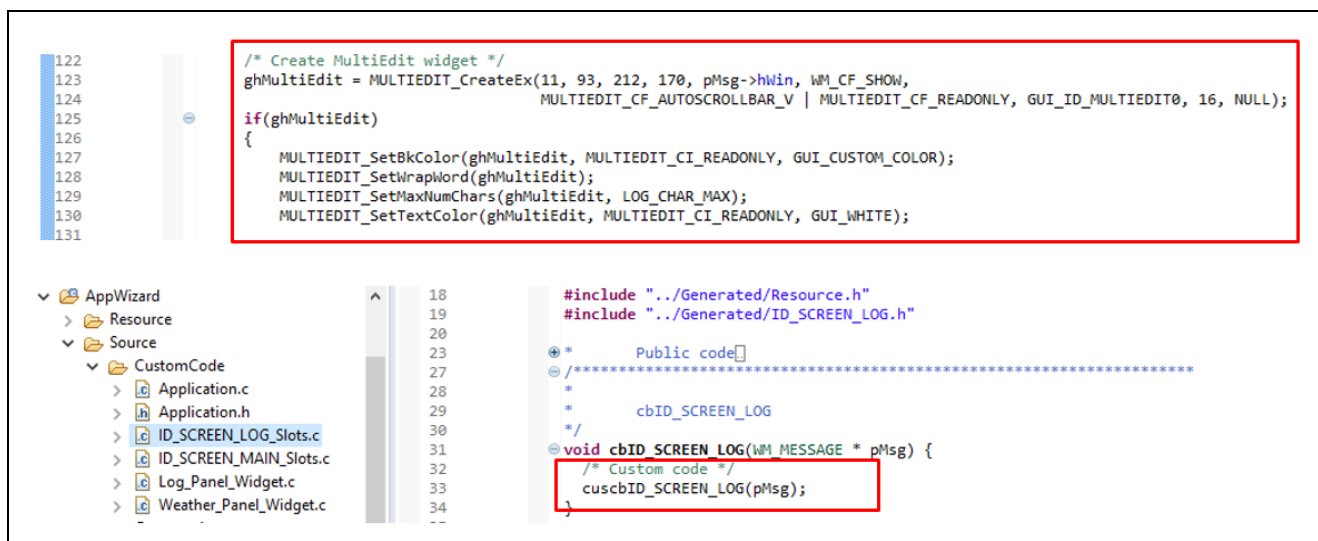 122 /* Create MultiEdit widget */
123 ghMultiEdit = MULTIEDIT_CreateEx(11, 93, 212, 170, pMsg->hWin, WM_CF_SHOW,
124 MULTIEDIT_CF_AUTOSCROLLBAR_V | MULTIEDIT_CF_READONLY, GUI_ID_MULTIEDIT0, 16, NULL);
125 if(ghMultiEdit)
126 {
127 MULTIEDIT_SetBkColor(ghMultiEdit, MULTIEDIT_CI_READONLY, GUI_CUSTOM_COLOR);
128 MULTIEDIT_SetWrapWord(ghMultiEdit);
129 MULTIEDIT_SetMaxNumChars(ghMultiEdit, LOG_CHAR_MAX);
130 MULTIEDIT_SetTextColor(ghMultiEdit, MULTIEDIT_CI_READONLY, GUI_WHITE);
131
AppWizard
Resource
Source
CustomCode
Application.c
Application.h
ID_SCREEN_LOG_Slots.c
ID_SCREEN_MAIN_Slots.c
Log_Panel_Widget.c
Weather_Panel_Widget.c
18 #include "../Generated/Resource.h"
19 #include "../Generated/ID_SCREEN_LOG.h"
20
23 * Public code..
27 /*********************************************************************
28 *
29 * cbID_SCREEN_LOG
30 */
31 void cbID_SCREEN_LOG(WM_MESSAGE * pMsg) {
32 /* Custom code */
33 cuscbID_SCREEN_LOG(pMsg);
34 }